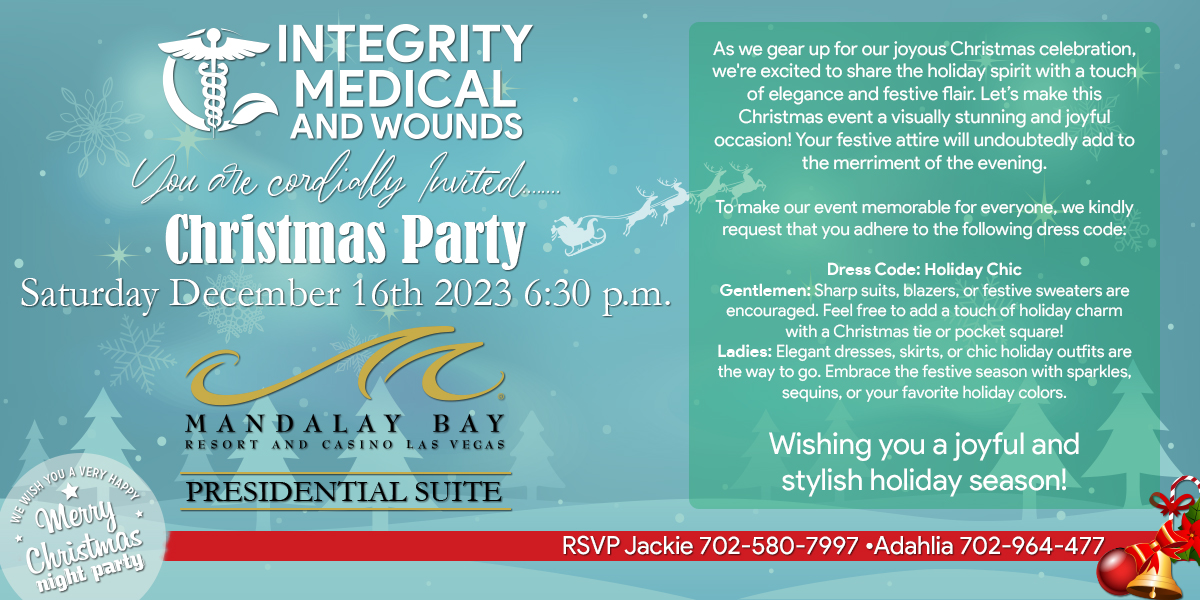 INTEGRITY
MEDICAL
AND WOUNDS
You are cordially Invited........
Christmas Party
Saturday December 16th 2023 6:30 p.m.
MANDALAY BAY
RESORT AND CASINO LAS VEGAS
PRESIDENTIAL SUITE
WE WISH YOU A VERY HAPPY
Merry
Christmas
night party
As we gear up for our joyous Christmas celebration,
we're excited to share the holiday spirit with a touch
of elegance and festive flair. Let's make this
Christmas event a visually stunning and joyful
occasion! Your festive attire will undoubtedly add to
the merriment of the evening.
To make our event memorable for everyone, we kindly
request that you adhere to the following dress code:
Dress Code: Holiday Chic
Gentlemen: Sharp suits, blazers, or festive sweaters are
encouraged. Feel free to add a touch of holiday charm
with a Christmas tie or pocket square!
Ladies: Elegant dresses, skirts, or chic holiday outfits are
the way to go. Embrace the festive season with sparkles,
sequins, or your favorite holiday colors.
Wishing you a joyful and
stylish holiday season!
RSVP Jackie 702-580-7997 •Adahlia 702-964-477